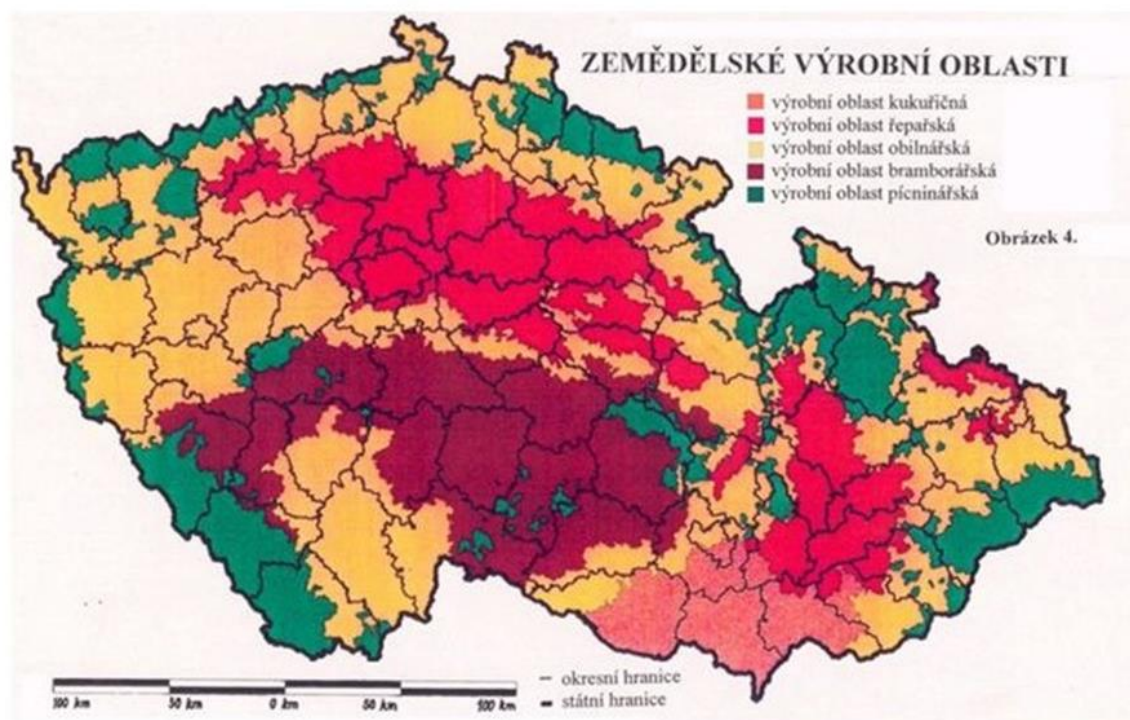 ZEMĚDĚLSKÉ VÝROBNÍ OBLASTI
výrobní oblast kukuřičná
výrobní oblast řepařská
výrobní oblast obilnářská
výrobní oblast bramborářská
výrobní oblast pícninářská
Obrázek 4.
okresní hranice
státní hranice
100 km 50 km 0 km 50 km 100 km